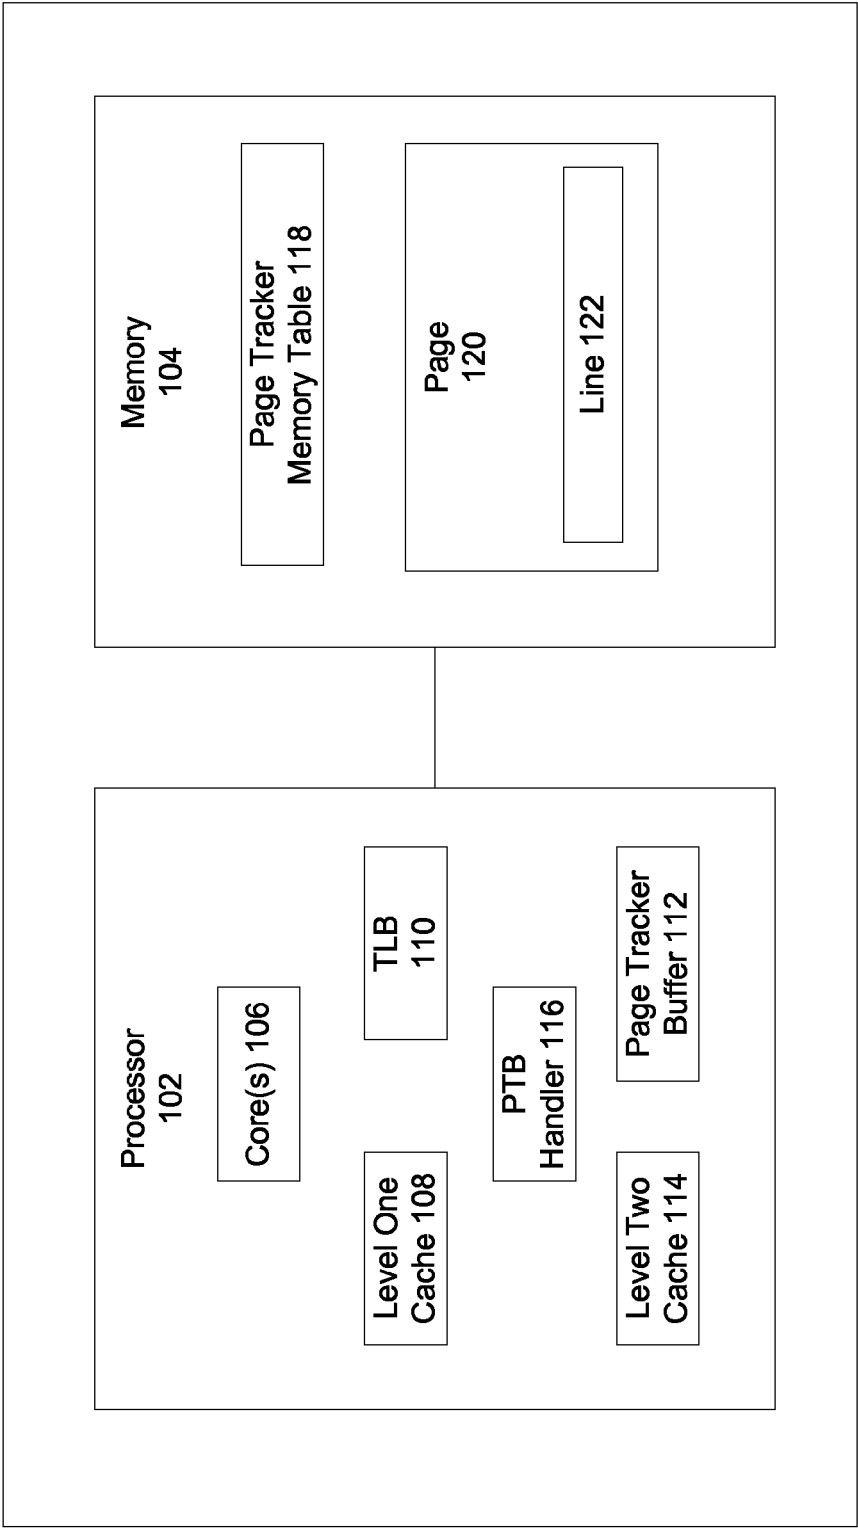 Processor
102
Core(s) 106
Level One
Cache 108
TLB
110
PTB
Handler 116
Level Two
Cache 114
Page Tracker
Buffer 112
Memory
104
Page Tracker
Memory Table 118
Page
120
Line 122